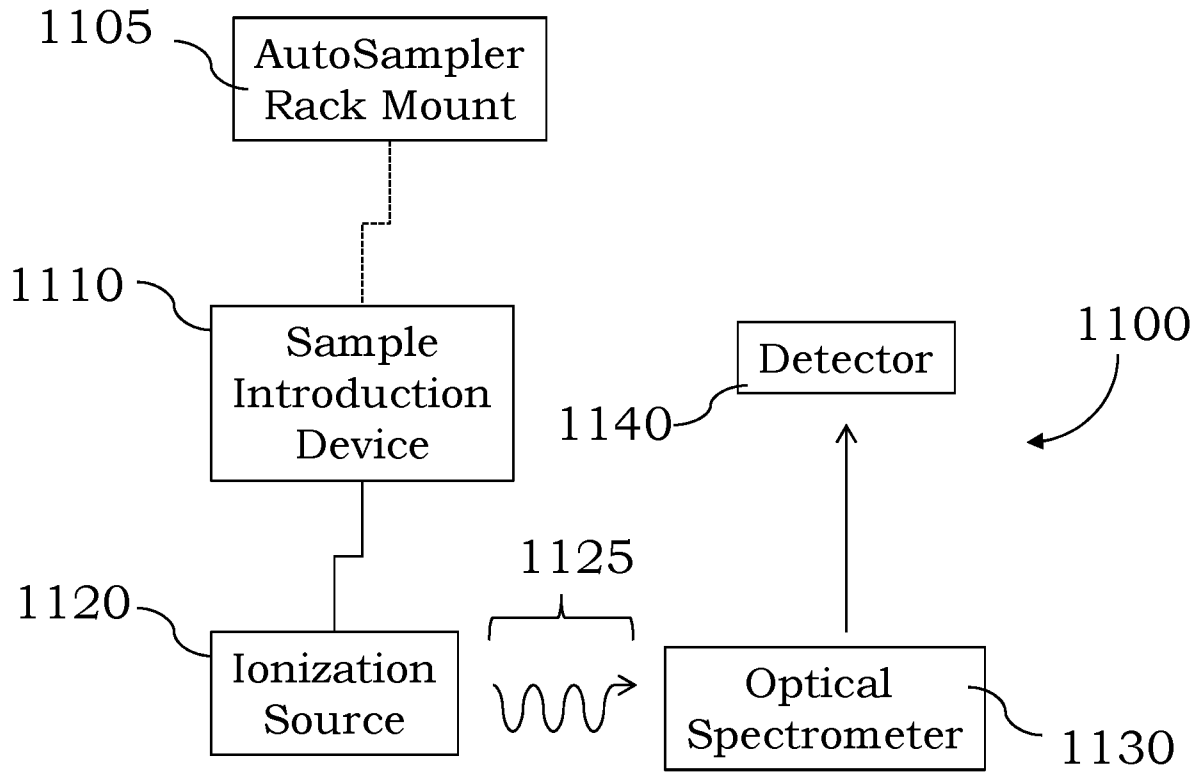 1105
AutoSampler
Rack Mount
1110
Sample
Introduction
Device
Detector
1100
1140
1125
1120
Ionization
Source
Optical
Spectrometer
1130